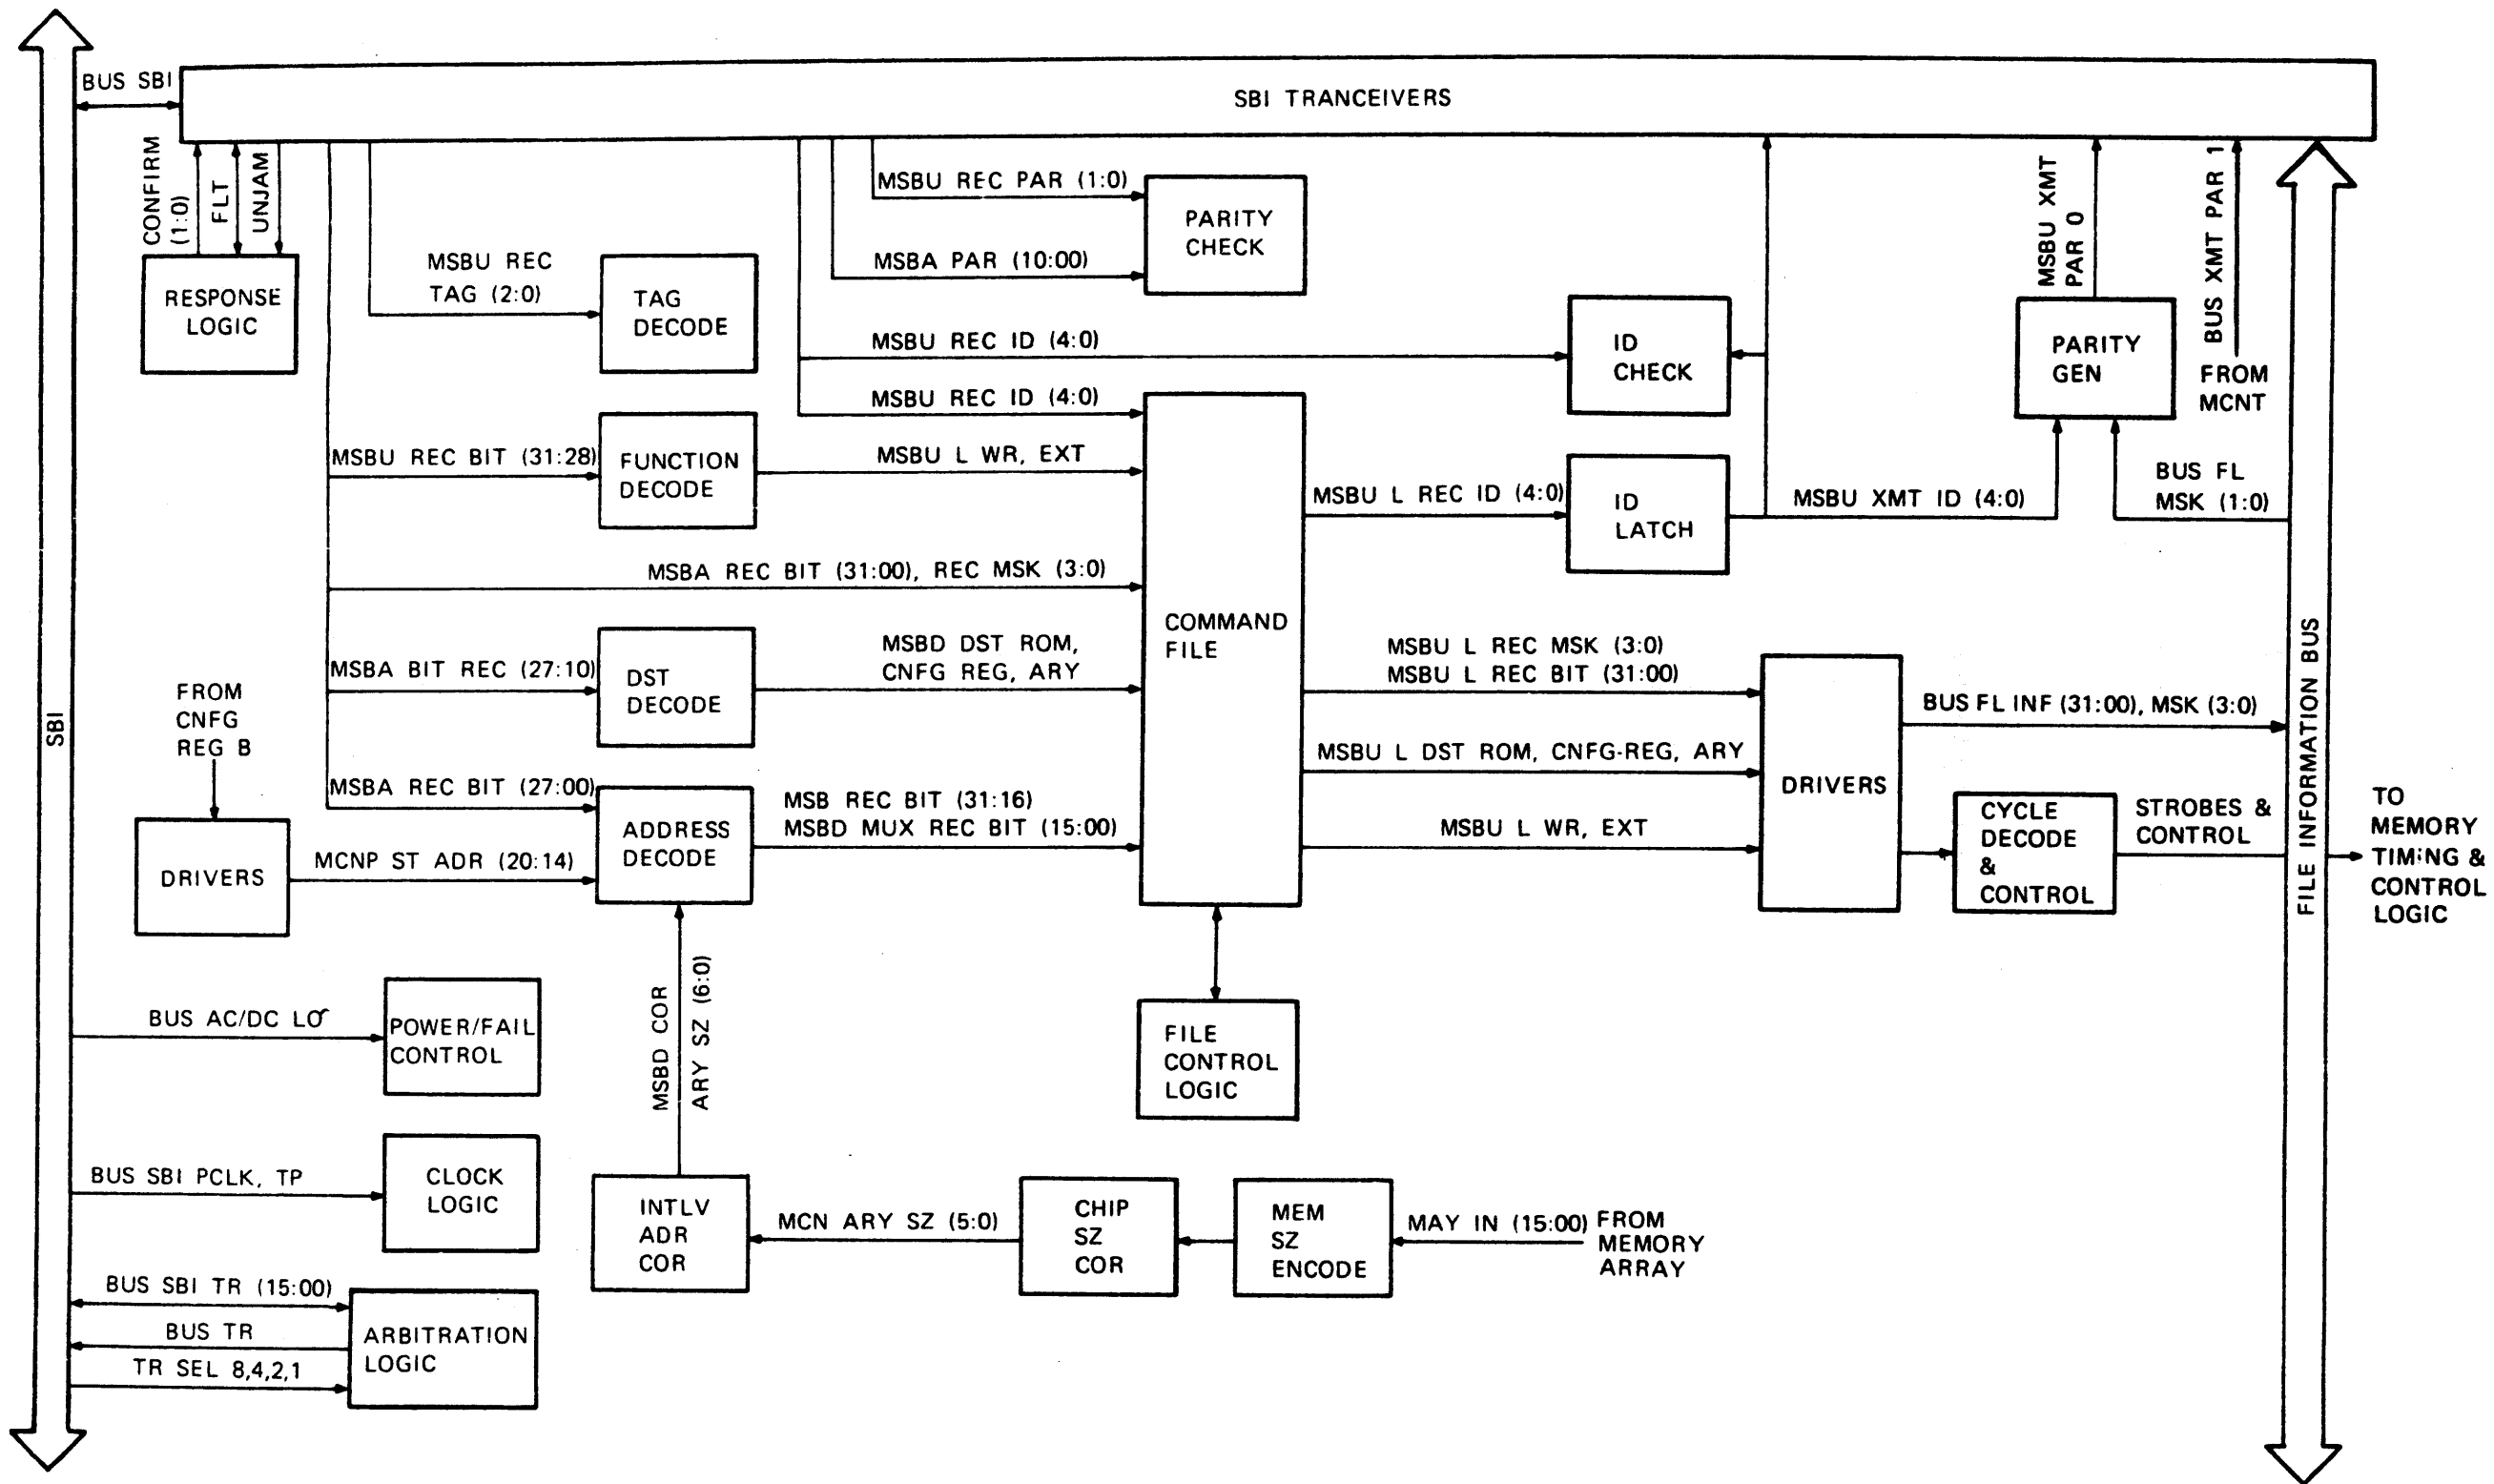 BUS SBI
SBI TRANCEIVERS
CONFIRM
(1:0)
FLT
UNJAM
RESPONSE
LOGIC
MSBU REC
TAG (2:0)
TAG
DECODE
MSBU REC PAR (1:0)
MSBA PAR (10:00)
PARITY
CHECK
MSBU REC ID (4:0)
ID
CHECK
MSBU XMT
PAR 0
BUS XMT PAR 1
FROM
MCNT
PARITY
GEN
MSBU REC ID (4:0)
MSBU REC BIT (31:28)
FUNCTION
DECODE
MSBU L WR, EXT
MSBU L REC ID (4:0)
ID
LATCH
MSBU XMT ID (4:0)
BUS FL
MSK (1:0)
MSBA REC BIT (31:00), REC MSK (3:0)
COMMAND
FILE
MSBA BIT REC (27:10)
DST
DECODE
MSBD DST ROM,
CNFG REG, ARY
MSBU L REC MSK (3:0)
MSBU L REC BIT (31:00)
BUS FL INF (31:00), MSK (3:0)
FILE INFORMATION BUS
SBI
FROM
CNFG
REG B
MSBU L DST ROM, CNFG-REG, ARY
DRIVERS
MSBA REC BIT (27:00)
ADDRESS
DECODE
MSB REC BIT (31:16)
MSBD MUX REC BIT (15:00)
MSBU L WR, EXT
CYCLE
DECODE
&
CONTROL
STROBES &
CONTROL
TO
MEMORY
TIMING &
CONTROL
LOGIC
DRIVERS
MCNP ST ADR (20:14)
MSBD COR
ARY SZ (6:0)
BUS AC/DC LO
POWER/FAIL
CONTROL
FILE
CONTROL
LOGIC
BUS SBI PCLK, TP
CLOCK
LOGIC
INTLV
ADR
COR
MCN ARY SZ (5:0)
CHIP
SZ
COR
MEM
SZ
ENCODE
MAY IN (15:00)
FROM
MEMORY
ARRAY
BUS SBI TR (15:00)
BUS TR
TR SEL 8,4,2,1
ARBITRATION
LOGIC